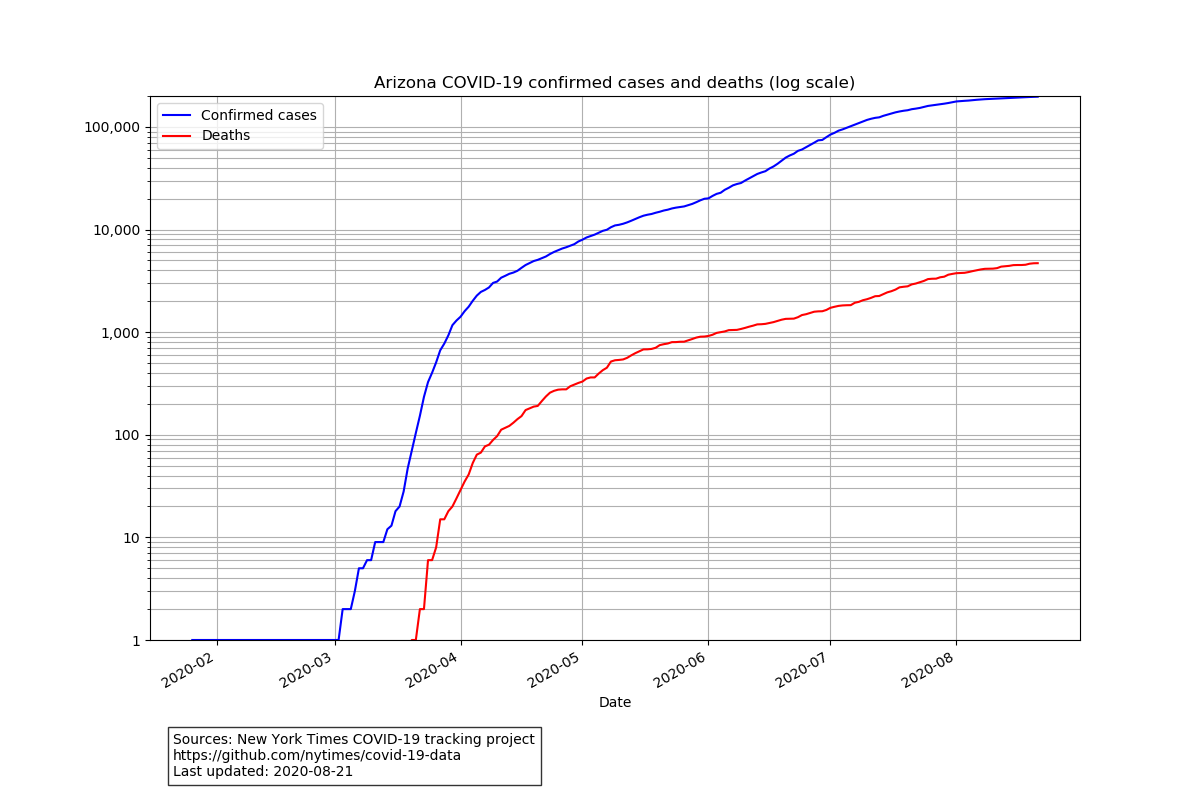 Arizona COVID-19 confirmed cases and deaths (log scale)
Confirmed cases
Deaths
100,000
10,000
1,000
100
10
1
2020-02
2020-03
2020-04
2020-05
2020-06
2020-07
2020-08
Date
Sources: New York Times COVID-19 tracking project
https://github.com/nytimes/covid-19-data
Last updated: 2020-08-21